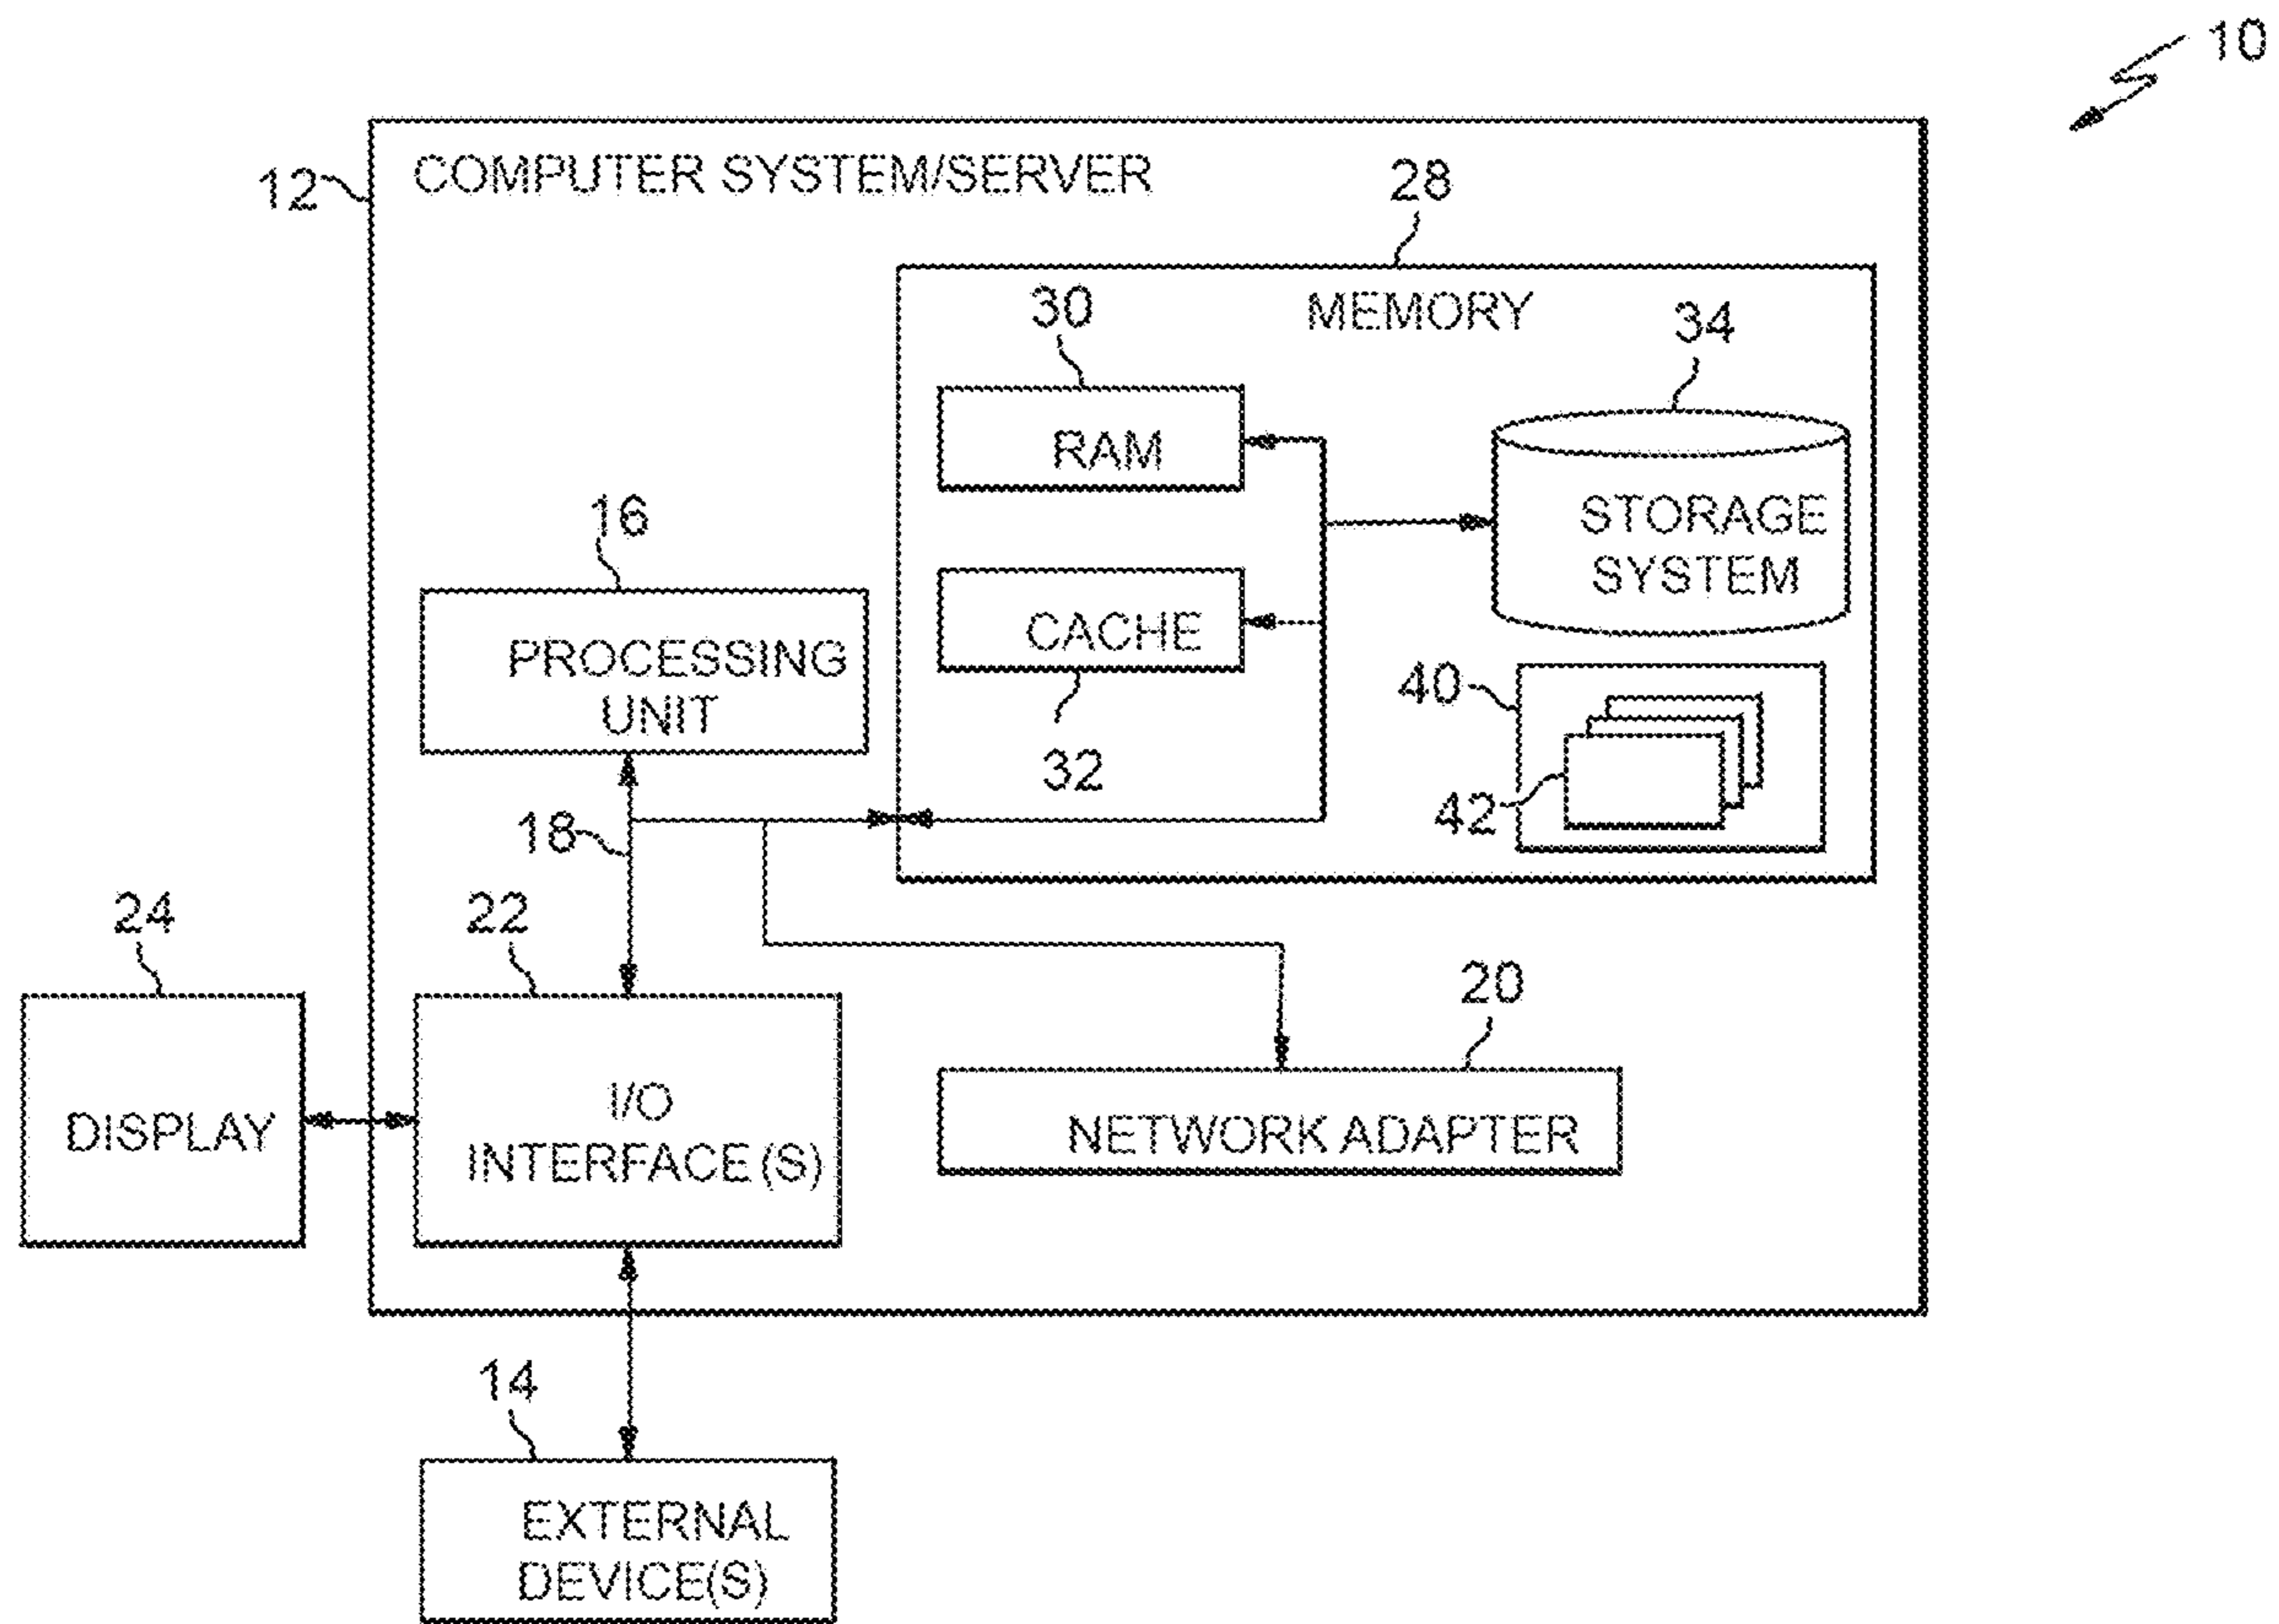 10
12
COMPUTER SYSTEM/SERVER
28
MEMORY
30
34
RAM
STORAGE
SYSTEM
16
CACHE
PROCESSING
UNIT
32
40
42
18
24
22
20
DISPLAY
I/O
INTERFACE(S)
NETWORK ADAPTER
14
EXTERNAL
DEVICE(S)